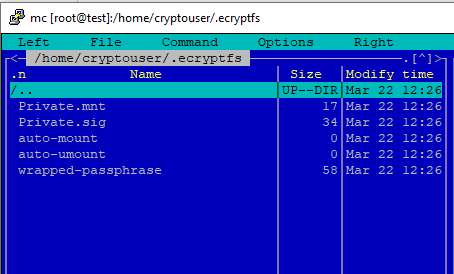 mc [root@test]:/home/cryptouser/.ecryptfs
Left File Command Options Right
<- /home/cryptouser/.ecryptfs .[^]>
.n Name Size Modify time
/.. UP--DIR Mar 22 12:26
Private.mnt 17 Mar 22 12:26
Private.sig 34 Mar 22 12:26
auto-mount 0 Mar 22 12:26
auto-umount 0 Mar 22 12:26
wrapped-passphrase 58 Mar 22 12:26